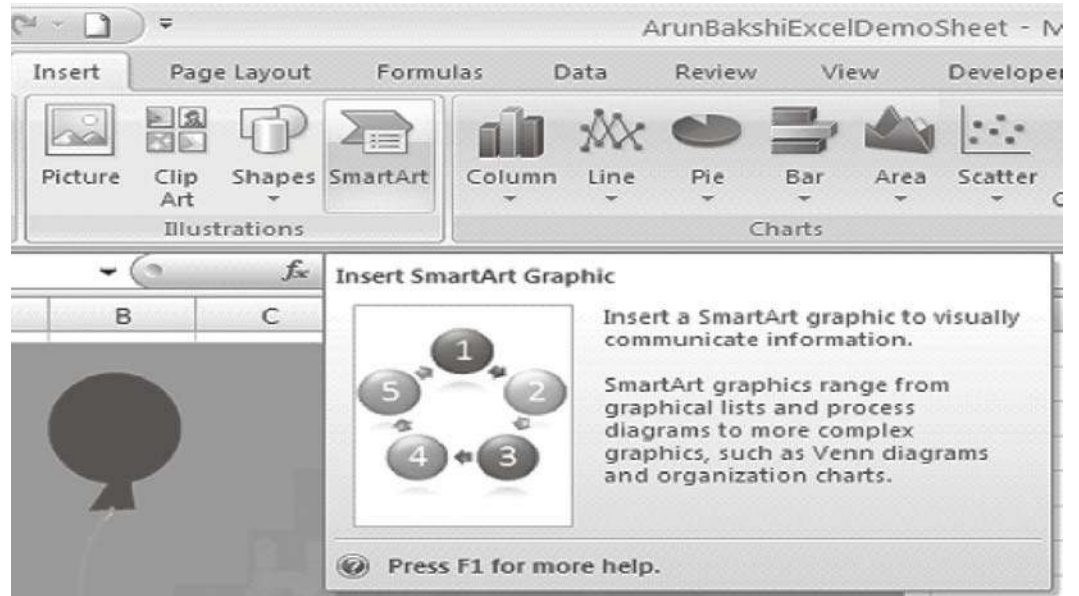 ArunBakshiExcelDemoSheet - M
Insert Page Layout Formulas Data Review View Develope
Picture Clip Art Shapes SmartArt Column Line Pie Bar Area Scatter
Illustrations Charts
fx
B C
Insert SmartArt Graphic
Insert a SmartArt graphic to visually
communicate information.
SmartArt graphics range from
graphical lists and process
diagrams to more complex
graphics, such as Venn diagrams
and organization charts.
1
5 2
4 3
Press F1 for more help.